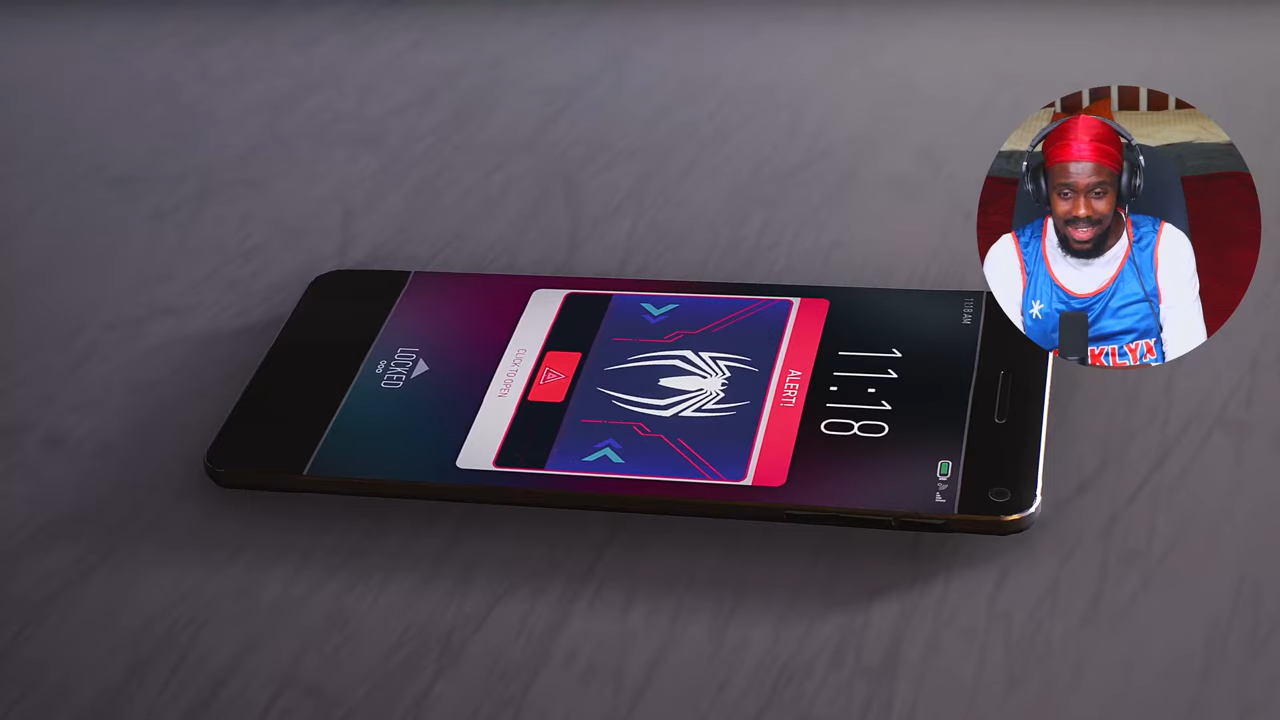 11:18 AM
11:18
ALERT!
CLICK TO OPEN
LOCKED
KLYN